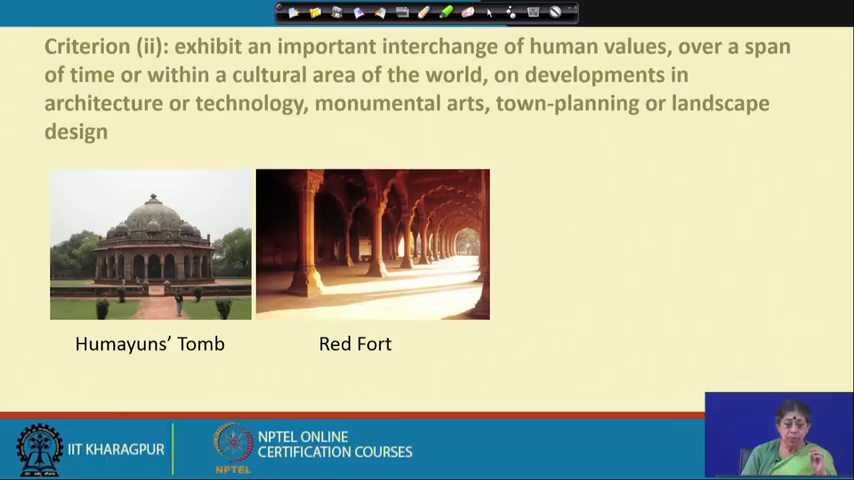 Criterion (ii): exhibit an important interchange of human values, over a span
of time or within a cultural area of the world, on developments in
architecture or technology, monumental arts, town-planning or landscape
design
Humayuns' Tomb
Red Fort
IIT KHARAGPUR
NPTEL
NPTEL ONLINE
CERTIFICATION COURSES